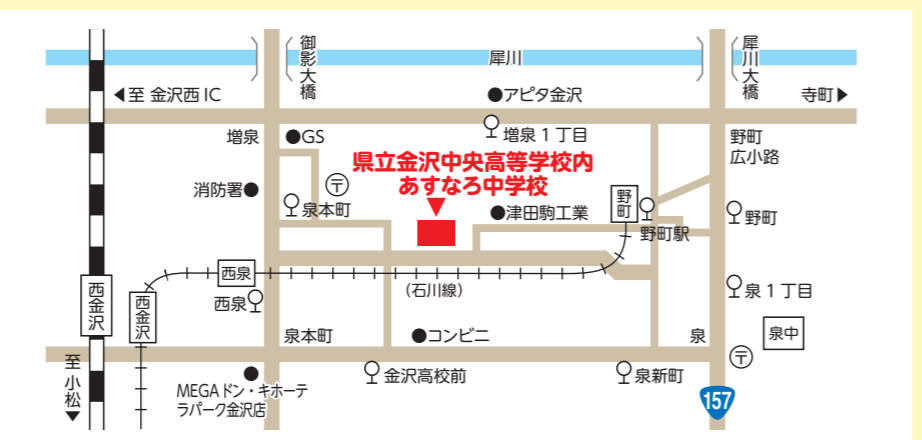 御影大橋
犀川
犀川大橋
◀至 金沢西IC
●アピタ金沢
寺町▶
増泉
●GS
増泉1丁目
野町
広小路
県立金沢中央高等学校内
あすなろ中学校
消防署●
〒
泉本町
●津田駒工業
野町
野町駅
野町
西泉
西金沢
西金沢
西泉
(石川線)
泉1丁目
泉本町
●コンビニ
泉
泉中
〒
至小松▼
金沢高校前
泉新町
MEGAドン・キホーテ
ラパーク金沢店
157